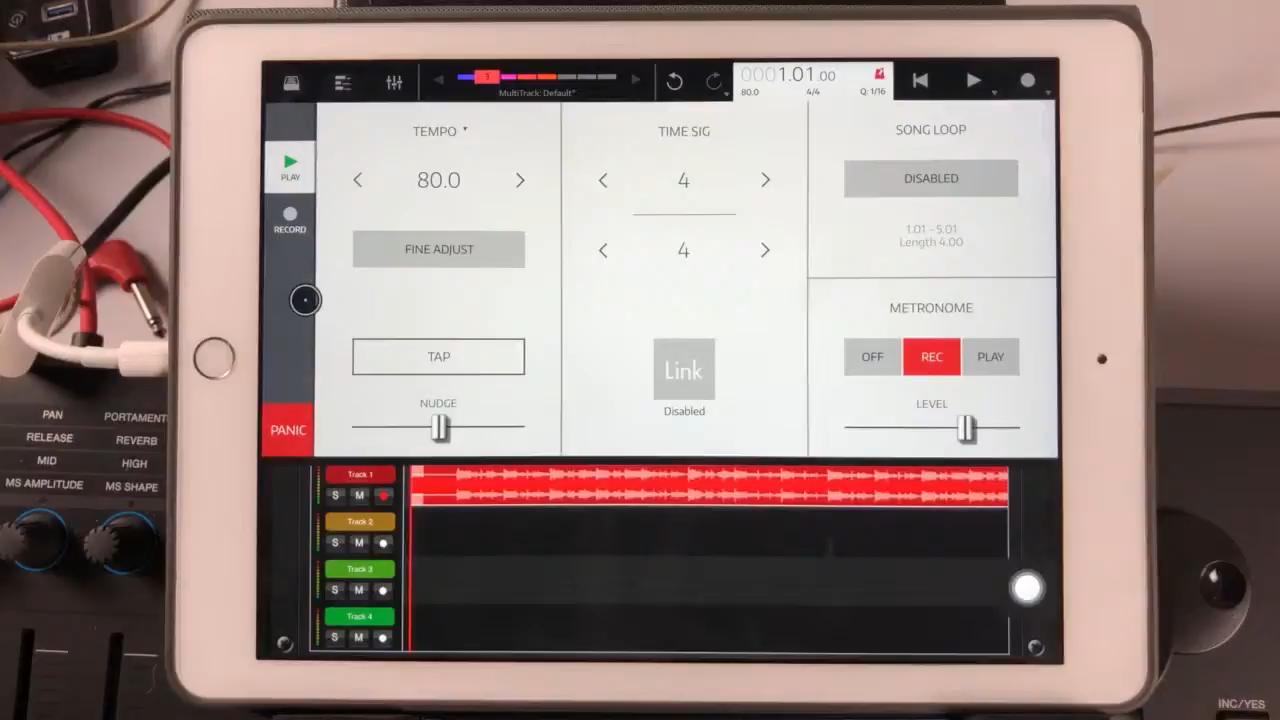 1
MultiTrack: Default*
0001.01.00
80.0 4/4 Q: 1/16
TEMPO
80.0
FINE ADJUST
TAP
NUDGE
TIME SIG
4
4
Link
Disabled
SONG LOOP
DISABLED
1.01 - 5.01
Length 4.00
METRONOME
OFF REC PLAY
LEVEL
PLAY
RECORD
PANIC
Track 1
S M
Track 2
S M
Track 3
S M
Track 4
S M
PAN PORTAMENT
RELEASE REVERB
MID HIGH
MS AMPLITUDE MS SHAPE
INC/YES